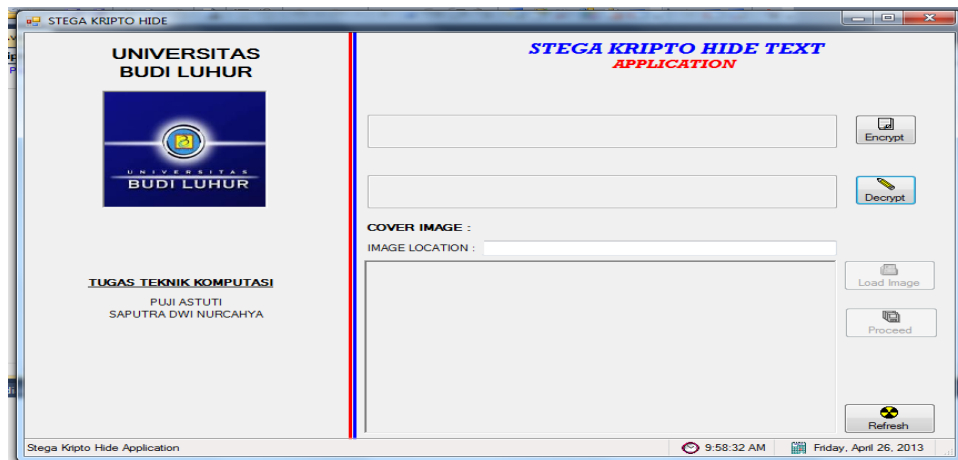 STEGA KRIPTO HIDE
UNIVERSITAS
BUDI LUHUR
UNIVERSITAS
BUDI LUHUR
TUGAS TEKNIK KOMPUTASI
PUJI ASTUTI
SAPUTRA DWI NURCAHYA
STEGA KRIPTO HIDE TEXT
APPLICATION
Encrypt
Decrypt
COVER IMAGE :
IMAGE LOCATION :
Load Image
Proceed
Refresh
Stega Kripto Hide Application
9:58:32 AM
Friday, April 26, 2013